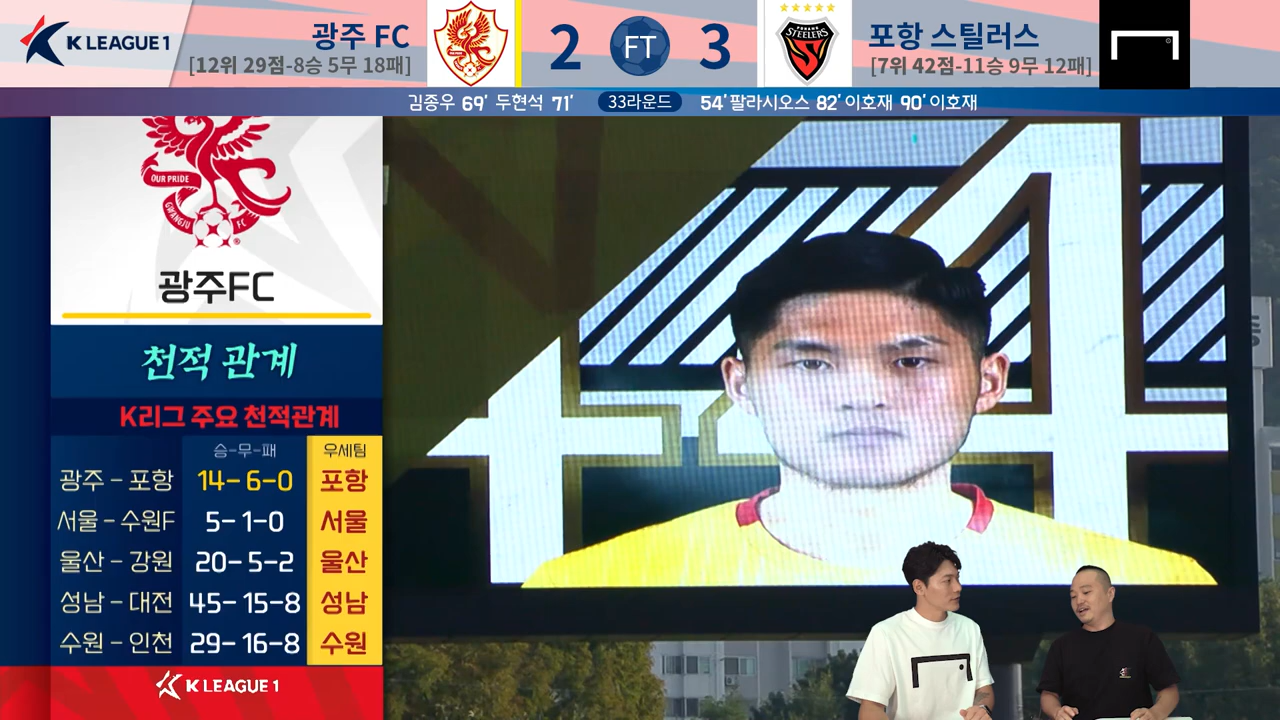 K LEAGUE 1
광주 FC
[12위 29점-8승 5무 18패]
2
FT
3
STEELERS
포항 스틸러스
[7위 42점-11승 9무 12패]
김종우 69' 두현석 71'
33라운드
54' 팔라시오스 82' 이호재 90' 이호재
OUR PRIDE
GWANGJU FC
광주FC
천적 관계
K리그 주요 천적관계
승-무-패 우세팀
광주 - 포항 14- 6-0 포항
서울 - 수원F 5- 1-0 서울
울산 - 강원 20- 5-2 울산
성남 - 대전 45- 15-8 성남
수원 - 인천 29- 16-8 수원
K LEAGUE 1
44